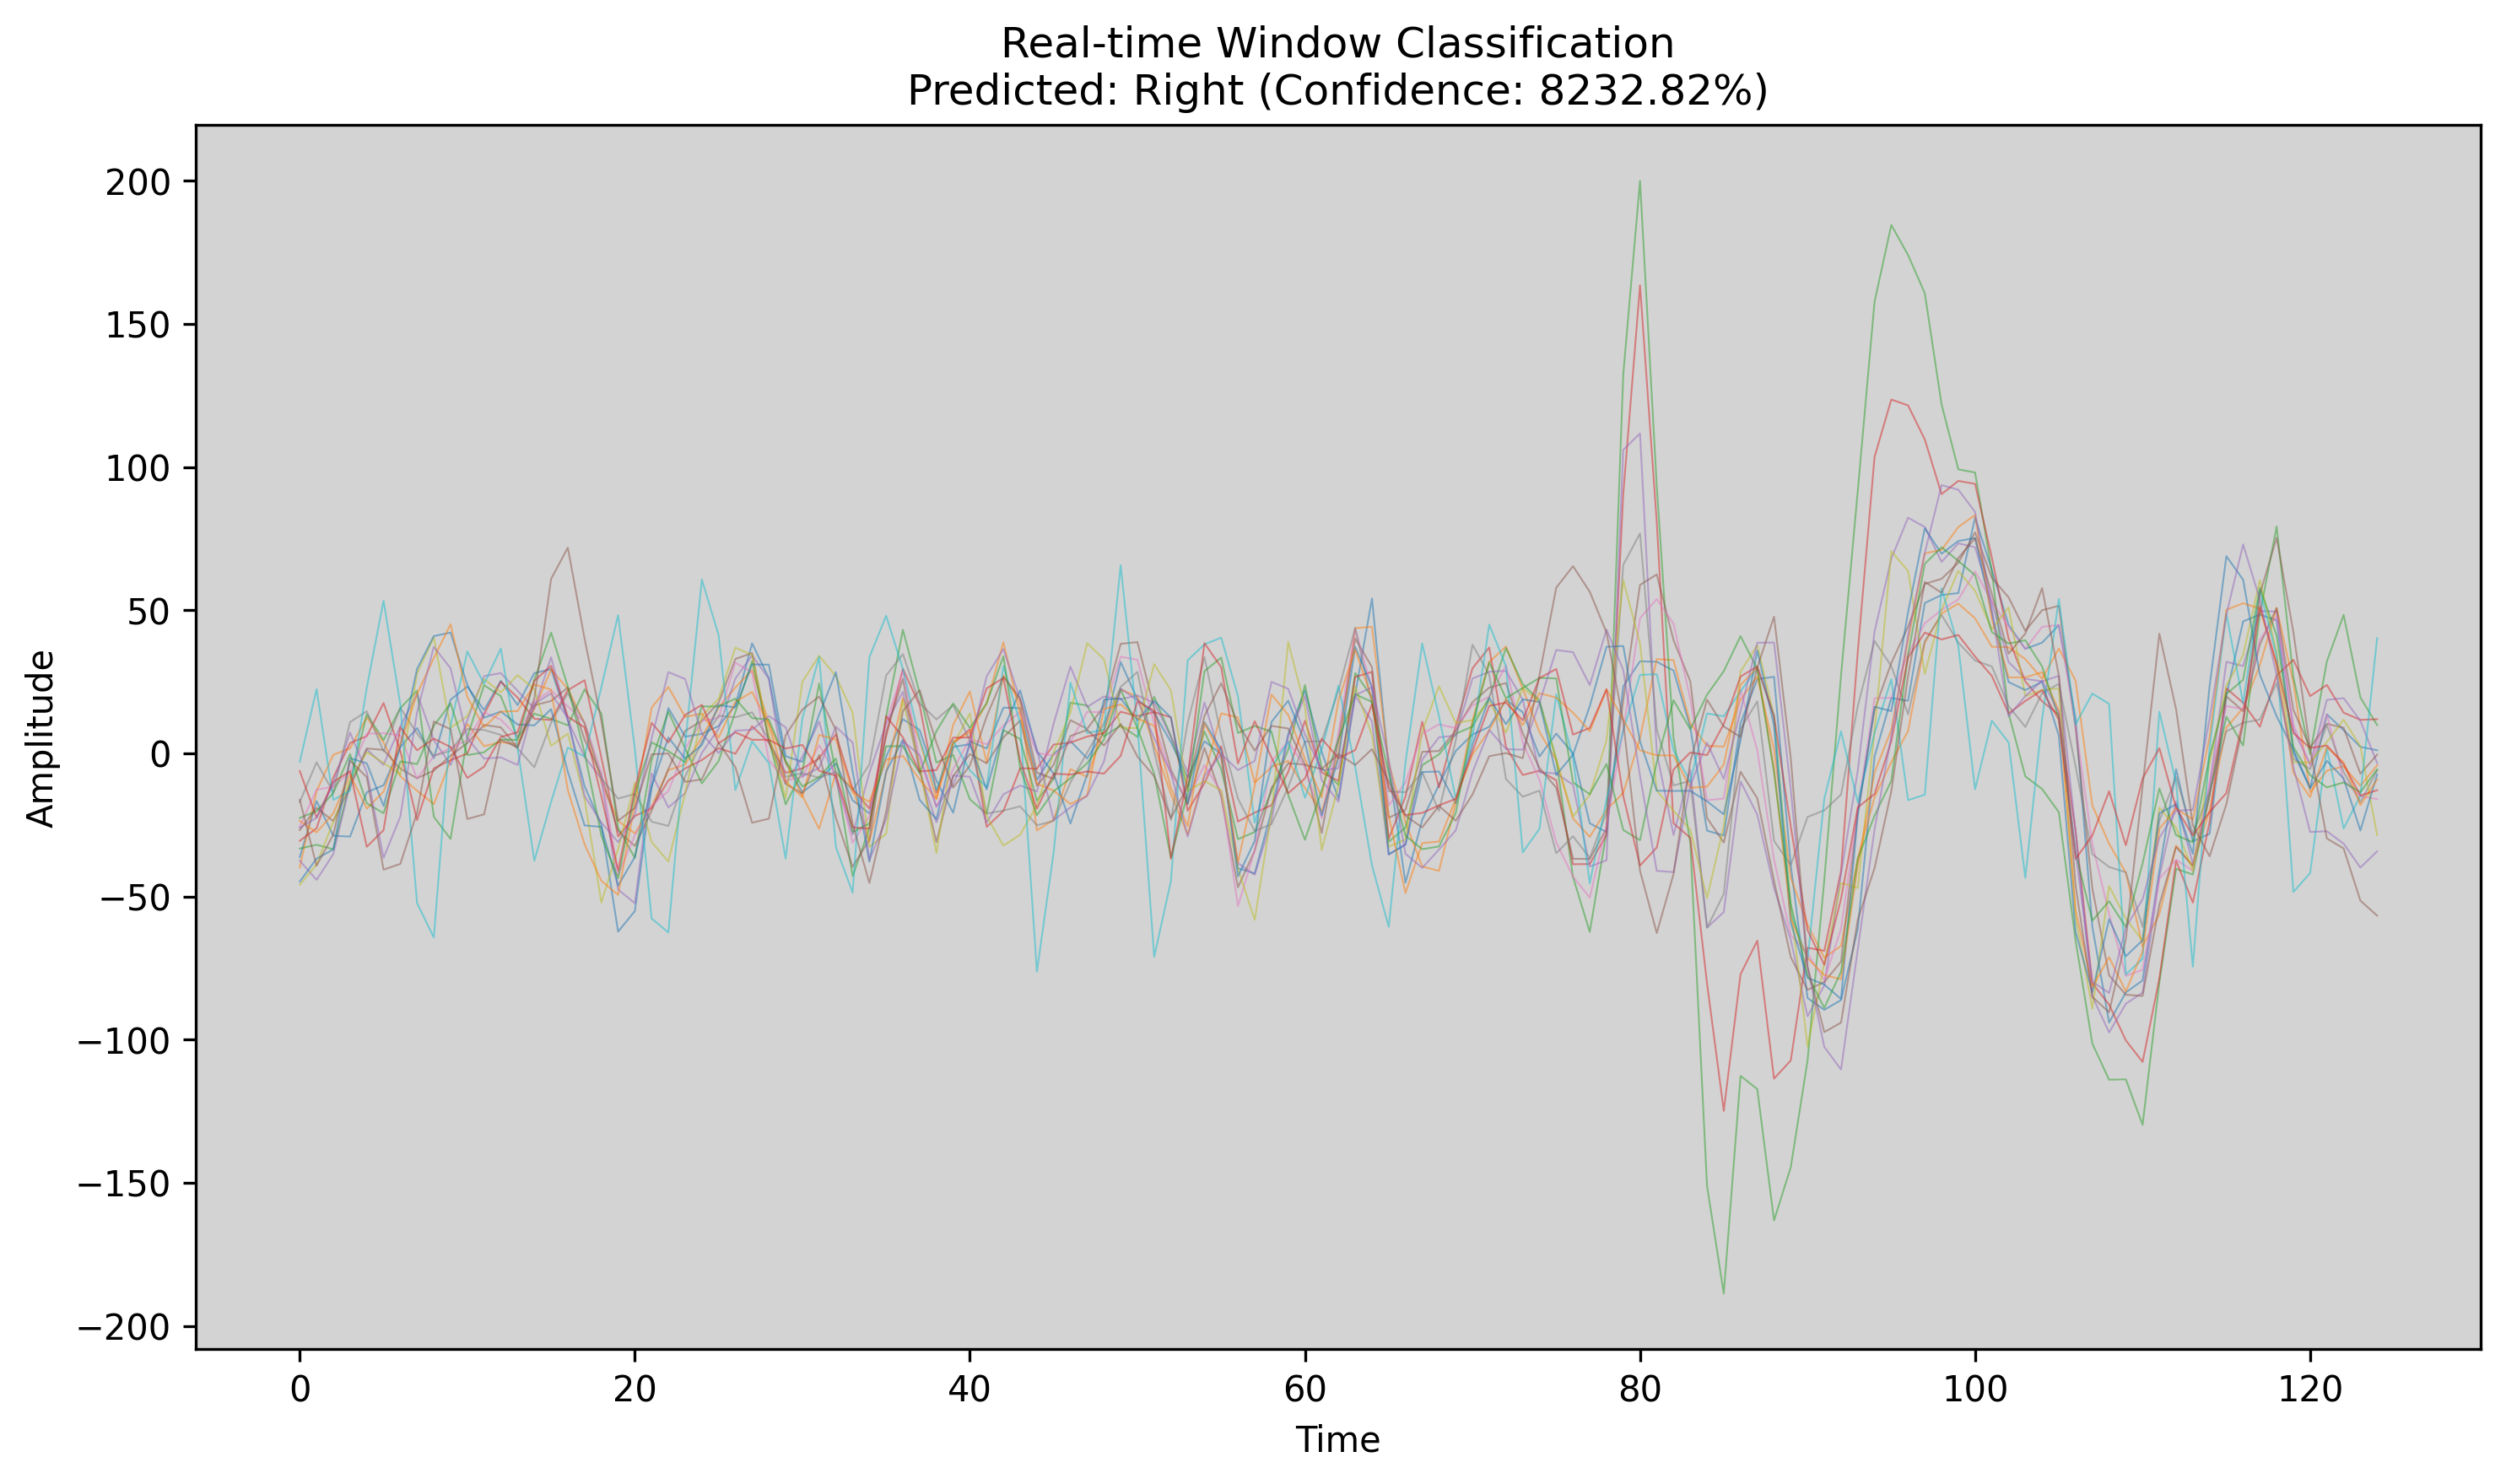 Real-time Window Classification
Predicted: Right (Confidence: 8232.82%)
Amplitude
200
150
100
50
0
−50
−100
−150
−200
0 20 40 60 80 100 120
Time